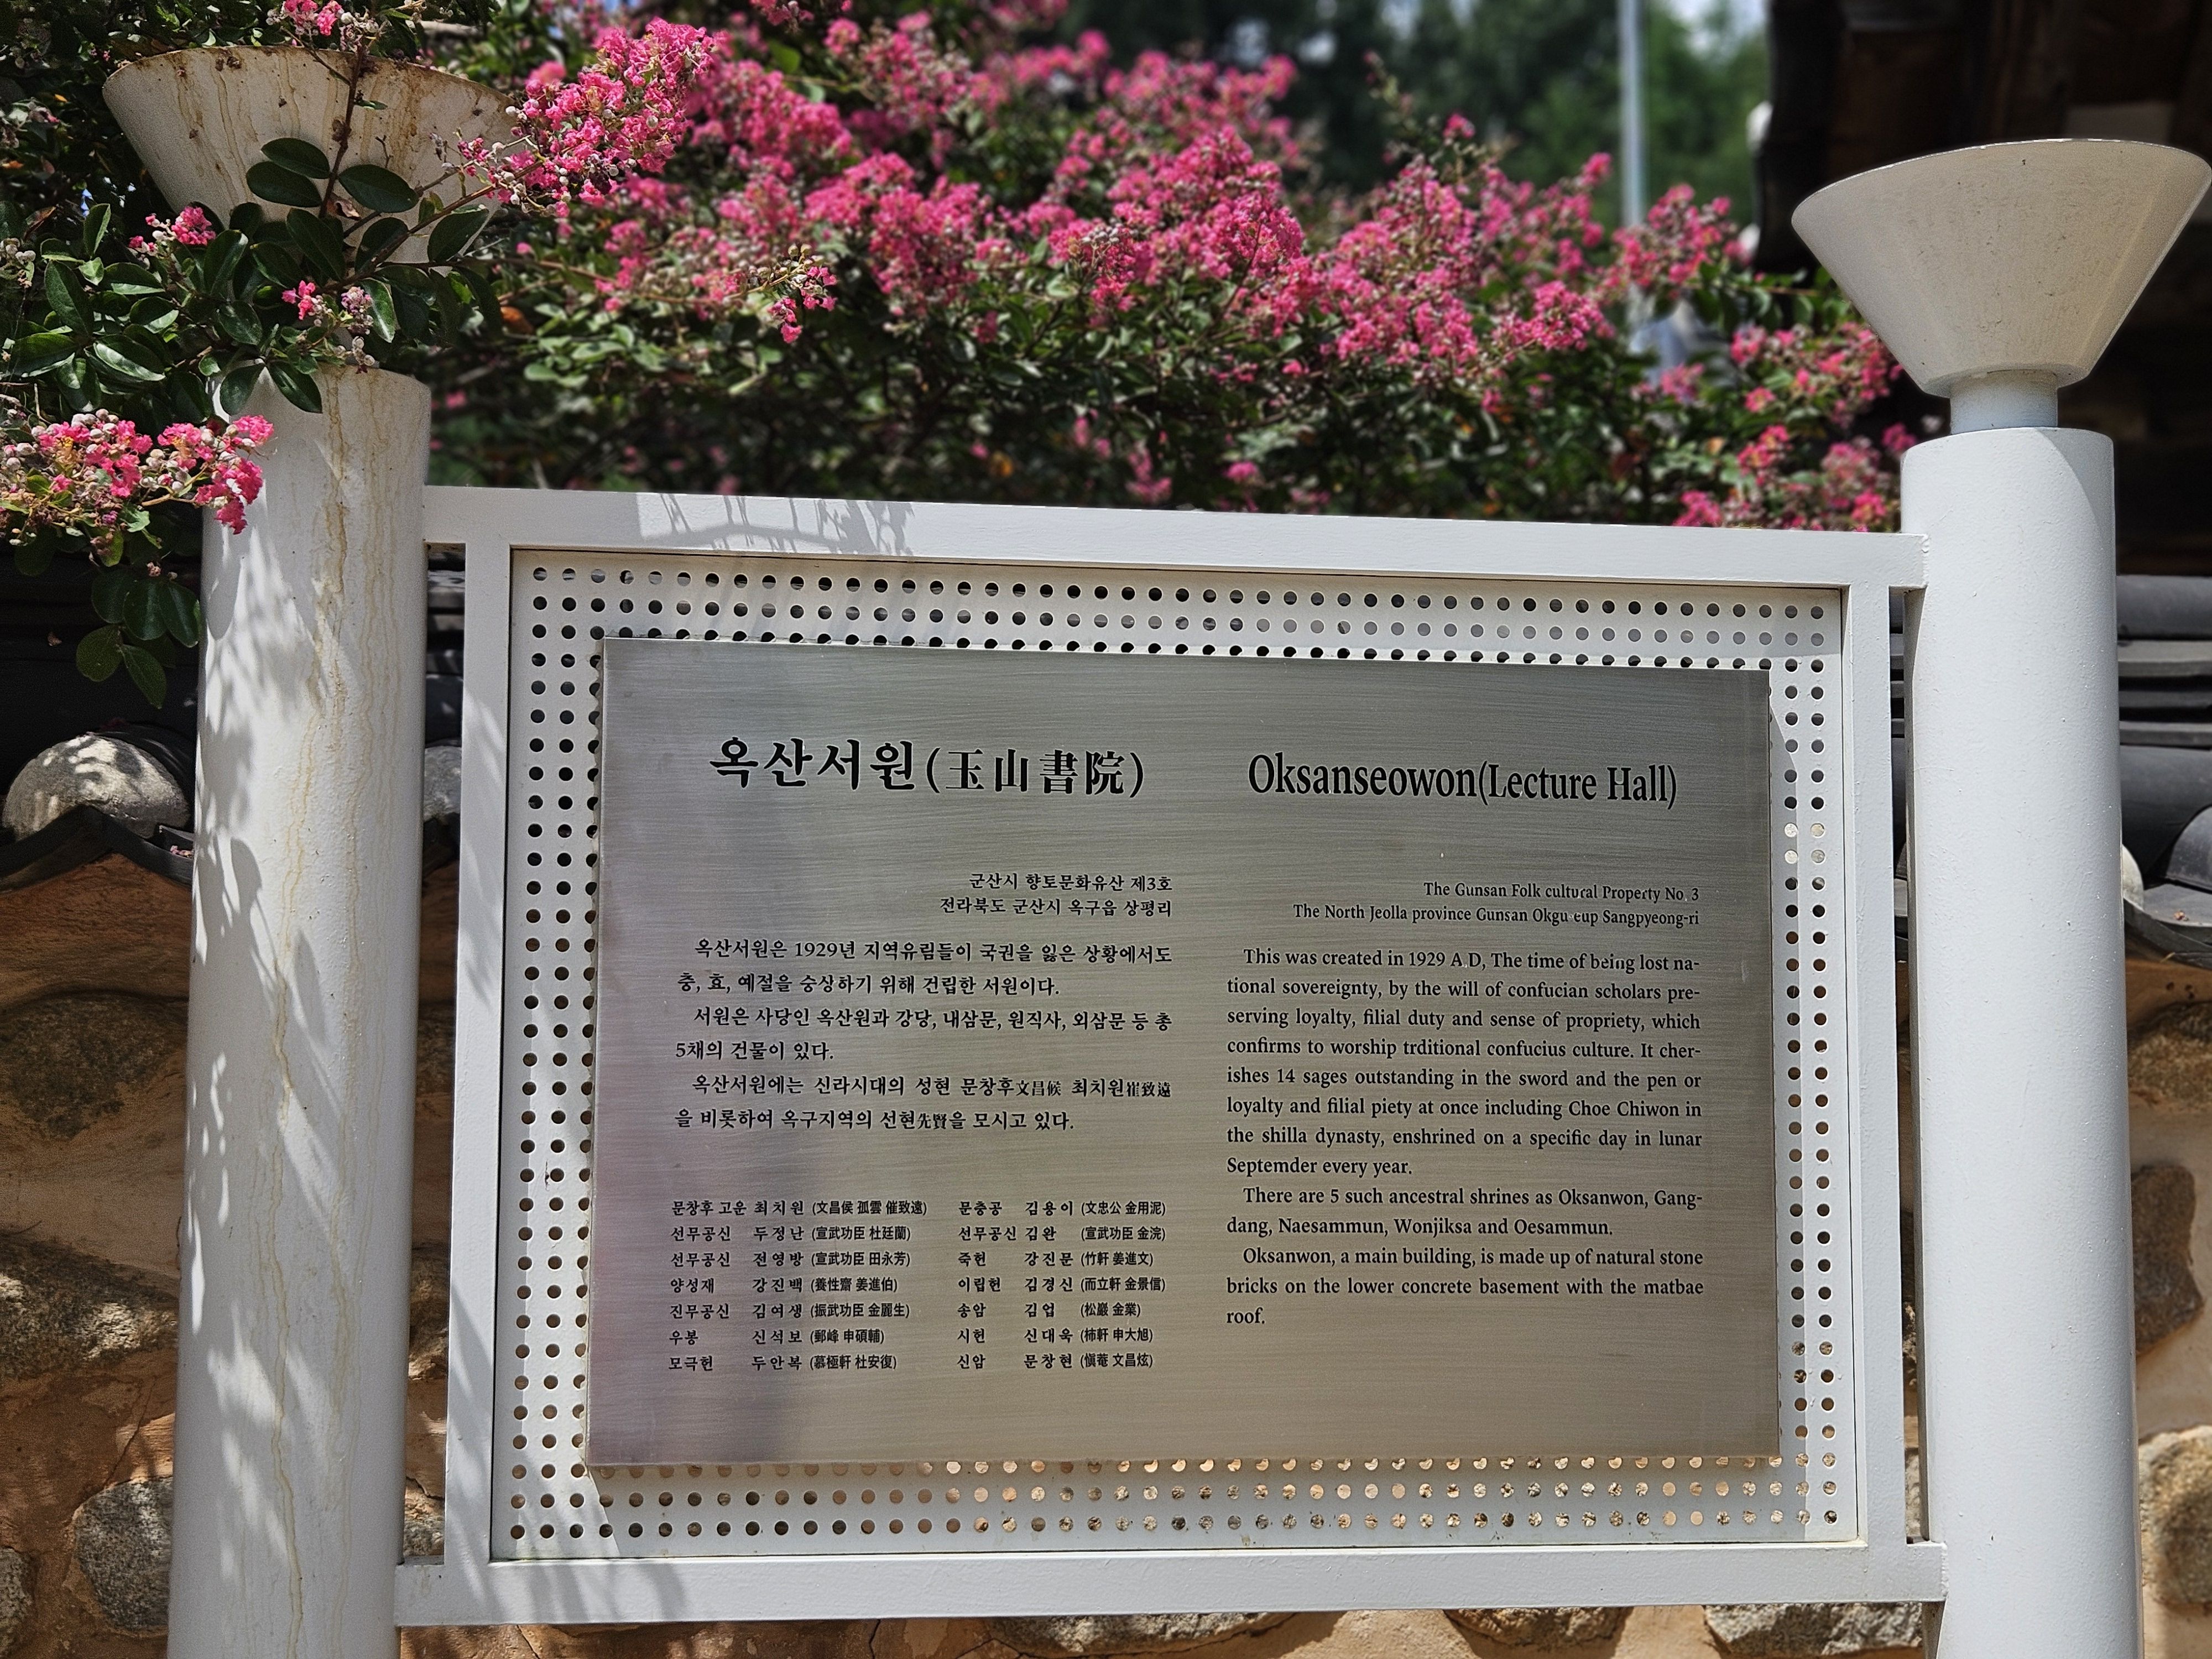 옥산서원(玉山書院)
군산시 향토문화유산 제3호
전라북도 군산시 옥구읍 상평리
옥산서원은 1929년 지역유림들이 국권을 잃은 상황에서도
충, 효, 예절을 숭상하기 위해 건립한 서원이다.
서원은 사당인 옥산원과 강당, 내삼문, 원직사, 외삼문 등 총
5채의 건물이 있다.
옥산서원에는 신라시대의 성현 문창후文昌候 최치원崔致遠
을 비롯하여 옥구지역의 선현先賢을 모시고 있다.
문창후 고운 최치원 (文昌侯 孤雲 催致遠) 문충공 김용이 (文忠公 金用泥)
선무공신 두정난 (宣武功臣 杜廷蘭) 선무공신 김완 (宣武功臣 金浣)
선무공신 전영방 (宣武功臣 田永芳) 죽헌 강진문 (竹軒 姜進文)
양성재 강진백 (養性齋 姜進伯) 이립헌 김경신 (而立軒 金景信)
진무공신 김여생 (振武功臣 金麗生) 송암 김업 (松巖 金業)
우봉 신석보 (郵峰 申碩輔) 시헌 신대욱 (柿軒 申大旭)
모극헌 두안복 (慕極軒 杜安復) 신암 문창현 (愼菴 文昌炫)
Oksanseowon(Lecture Hall)
The Gunsan Folk cultural Property No. 3
The North Jeolla province Gunsan Okgu-eup Sangpyeong-ri
This was created in 1929 A.D, The time of being lost na-
tional sovereignty, by the will of confucian scholars pre-
serving loyalty, filial duty and sense of propriety, which
confirms to worship trditional confucius culture. It cher-
ishes 14 sages outstanding in the sword and the pen or
loyalty and filial piety at once including Choe Chiwon in
the shilla dynasty, enshrined on a specific day in lunar
Septemder every year.
There are 5 such ancestral shrines as Oksanwon, Gang-
dang, Naesammun, Wonjiksa and Oesammun.
Oksanwon, a main building, is made up of natural stone
bricks on the lower concrete basement with the matbae
roof.